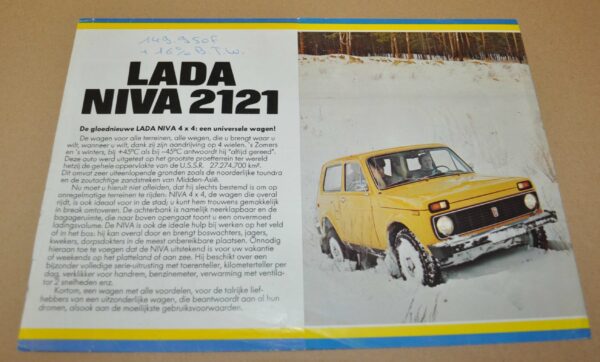 149.950F
+ 16% B.T.W.
LADA
NIVA 2121
De gloednieuwe LADA NIVA 4 x 4: een universele wagen!
De wagen voor alle terreinen, alle wegen, die u brengt waar u
wilt, wanneer u wilt, dank zij zijn aandrijving op 4 wielen. 's Zomers
en 's winters, bij +45°C als bij -45°C antwoordt hij "altijd gereed".
Deze auto werd uitgetest op het grootste proefterrein ter wereld
hetzij de gehele oppervlakte van de U.S.S.R. 27.274.700 km².
Dit omvat zeer uiteenlopende gronden zoals de noordelijke toundra
en de zoutachtige zandstreken van Midden-Asië.
Nu moet u hieruit niet afleiden, dat hij slechts bestemd is om op
onregelmatige terreinen te rijden. NIVA 4 x 4, de wagen die overal
rijdt, is ook ideaal voor in de stad; u kunt hem trouwens gemakkelijk
in break omtoveren. De achterbank is namelijk neerklapbaar en de
bagageruimte, die naar boven opengaat toont u een onvermoed
ladingsvolume. De NIVA is ook de ideale hulp bij werken op het veld
of in het bos: hij kan overal door en brengt boswachters, jagers,
kwekers, dorpsdokters in de meest onbereikbare plaatsen. Onnodig
hieraan toe te voegen dat de NIVA uitstekend is voor uw vakantie
of weekends op het platteland of aan zee. Hij beschikt over een
bijzonder volledige serie-uitrusting met toerenteller, kilometerteller per
dag, verklikker voor handrem, benzinemeter, verwarming met ventila-
tor 2 snelheden enz.
Kortom, een wagen met alle voordelen, voor de talrijke lief-
hebbers van een uitzonderlijke wagen, die beantwoordt aan al hun
dromen, alsook aan de moeilijkste gebruiksvoorwaarden.